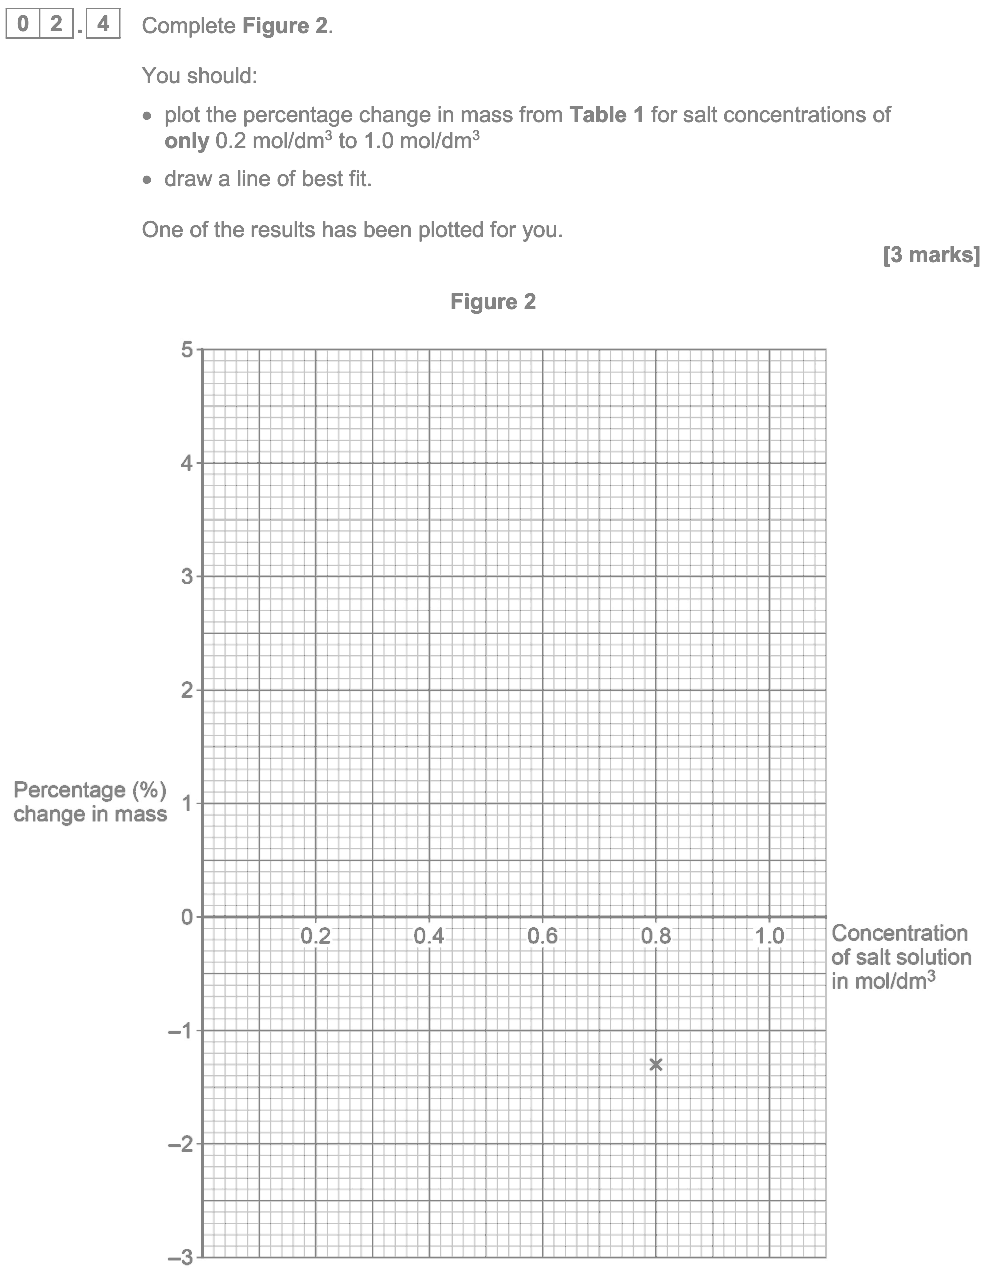 0 2 . 4 Complete Figure 2.
You should:
• plot the percentage change in mass from Table 1 for salt concentrations of
only 0.2 mol/dm³ to 1.0 mol/dm³
• draw a line of best fit.
One of the results has been plotted for you.
[3 marks]
Figure 2
5
4
3
2
Percentage (%)
change in mass
1
0
0.2 0.4 0.6 0.8 1.0
Concentration
of salt solution
in mol/dm³
–1
–2
–3